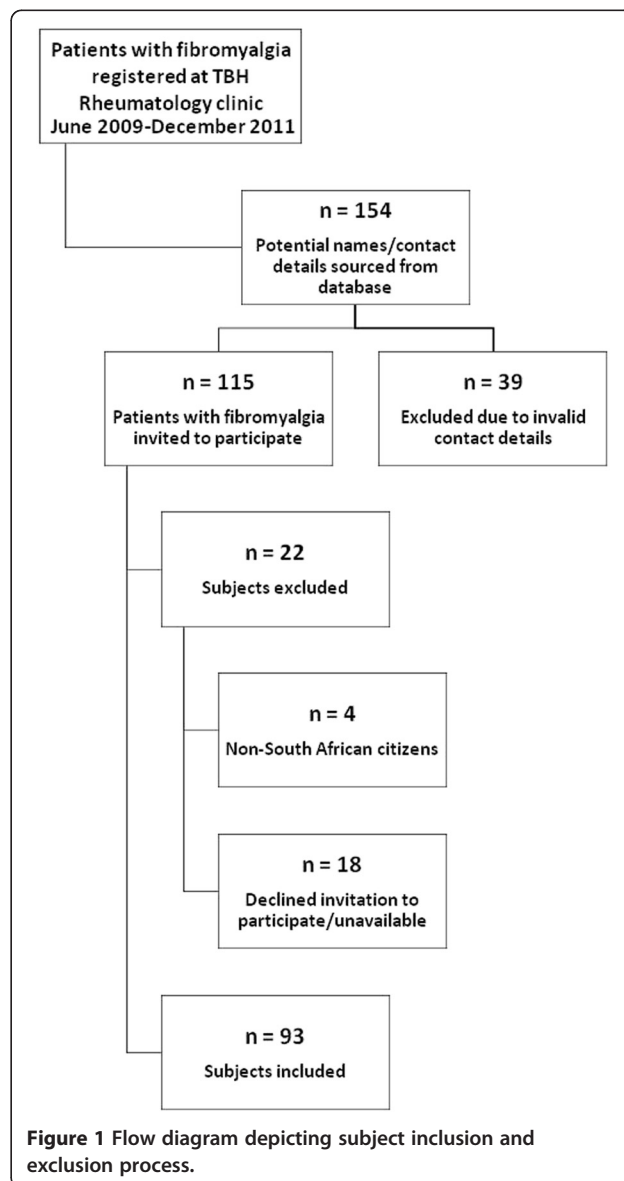 Patients with fibromyalgia
registered at TBH
Rheumatology clinic
June 2009-December 2011
n = 154
Potential names/contact
details sourced from
database
n = 115
Patients with fibromyalgia
invited to participate
n = 39
Excluded due to invalid
contact details
n = 22
Subjects excluded
n = 4
Non-South African citizens
n = 18
Declined invitation to
participate/unavailable
n = 93
Subjects included
Figure 1 Flow diagram depicting subject inclusion and
exclusion process.